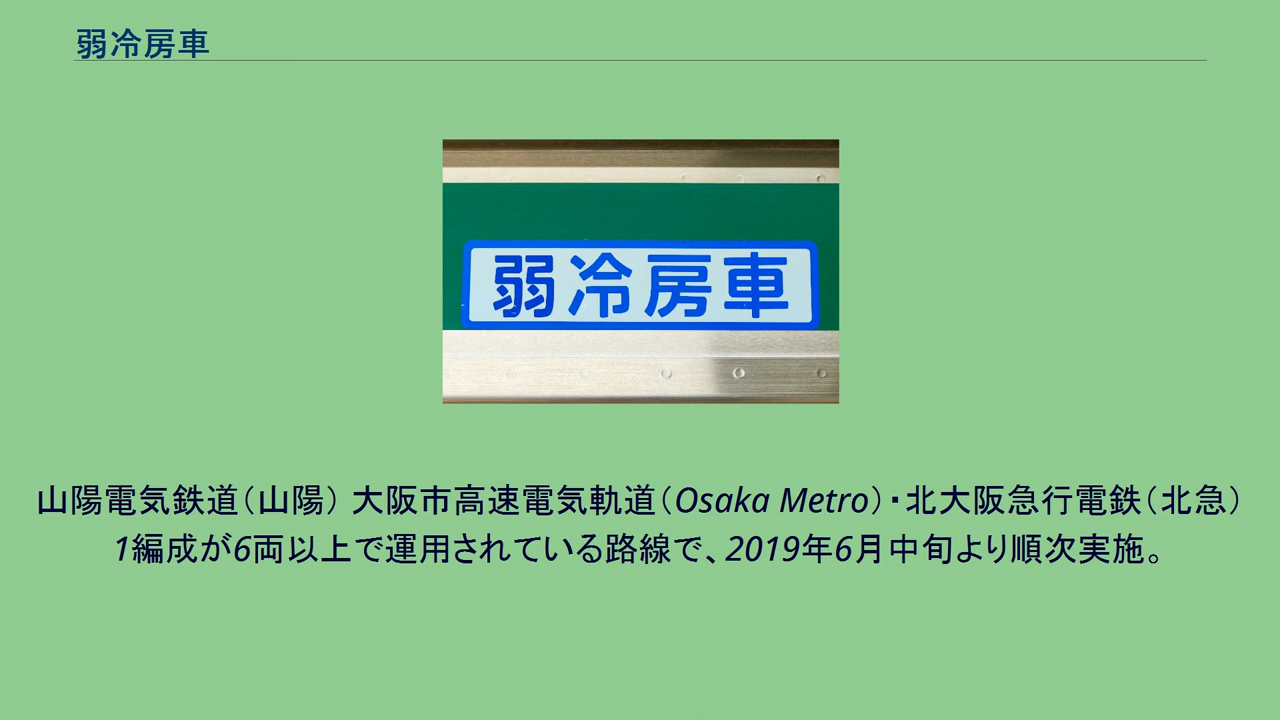 弱冷房車
弱冷房車
山陽電気鉄道（山陽） 大阪市高速電気軌道（Osaka Metro）・北大阪急行電鉄（北急）
1編成が6両以上で運用されている路線で、2019年6月中旬より順次実施。